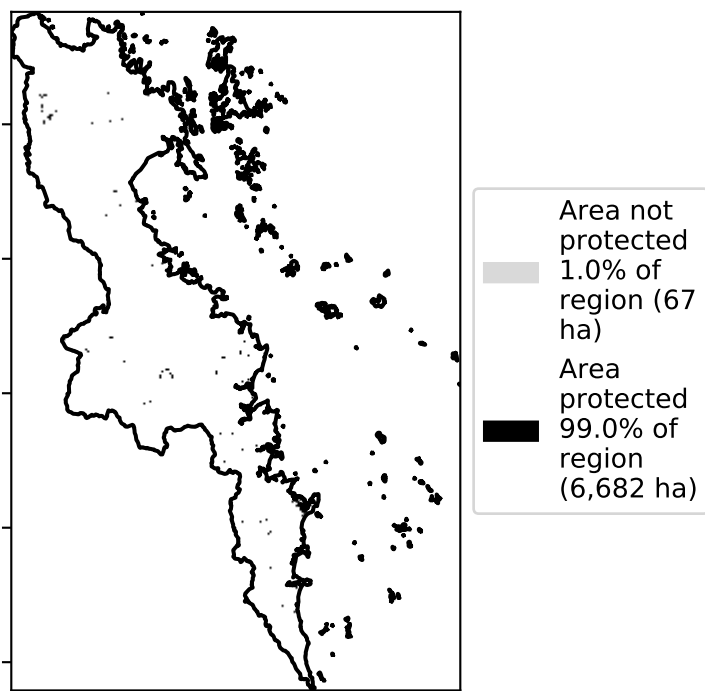 Area not
protected
1.0% of
region (67
ha)
Area
protected
99.0% of
region
(6,682 ha)